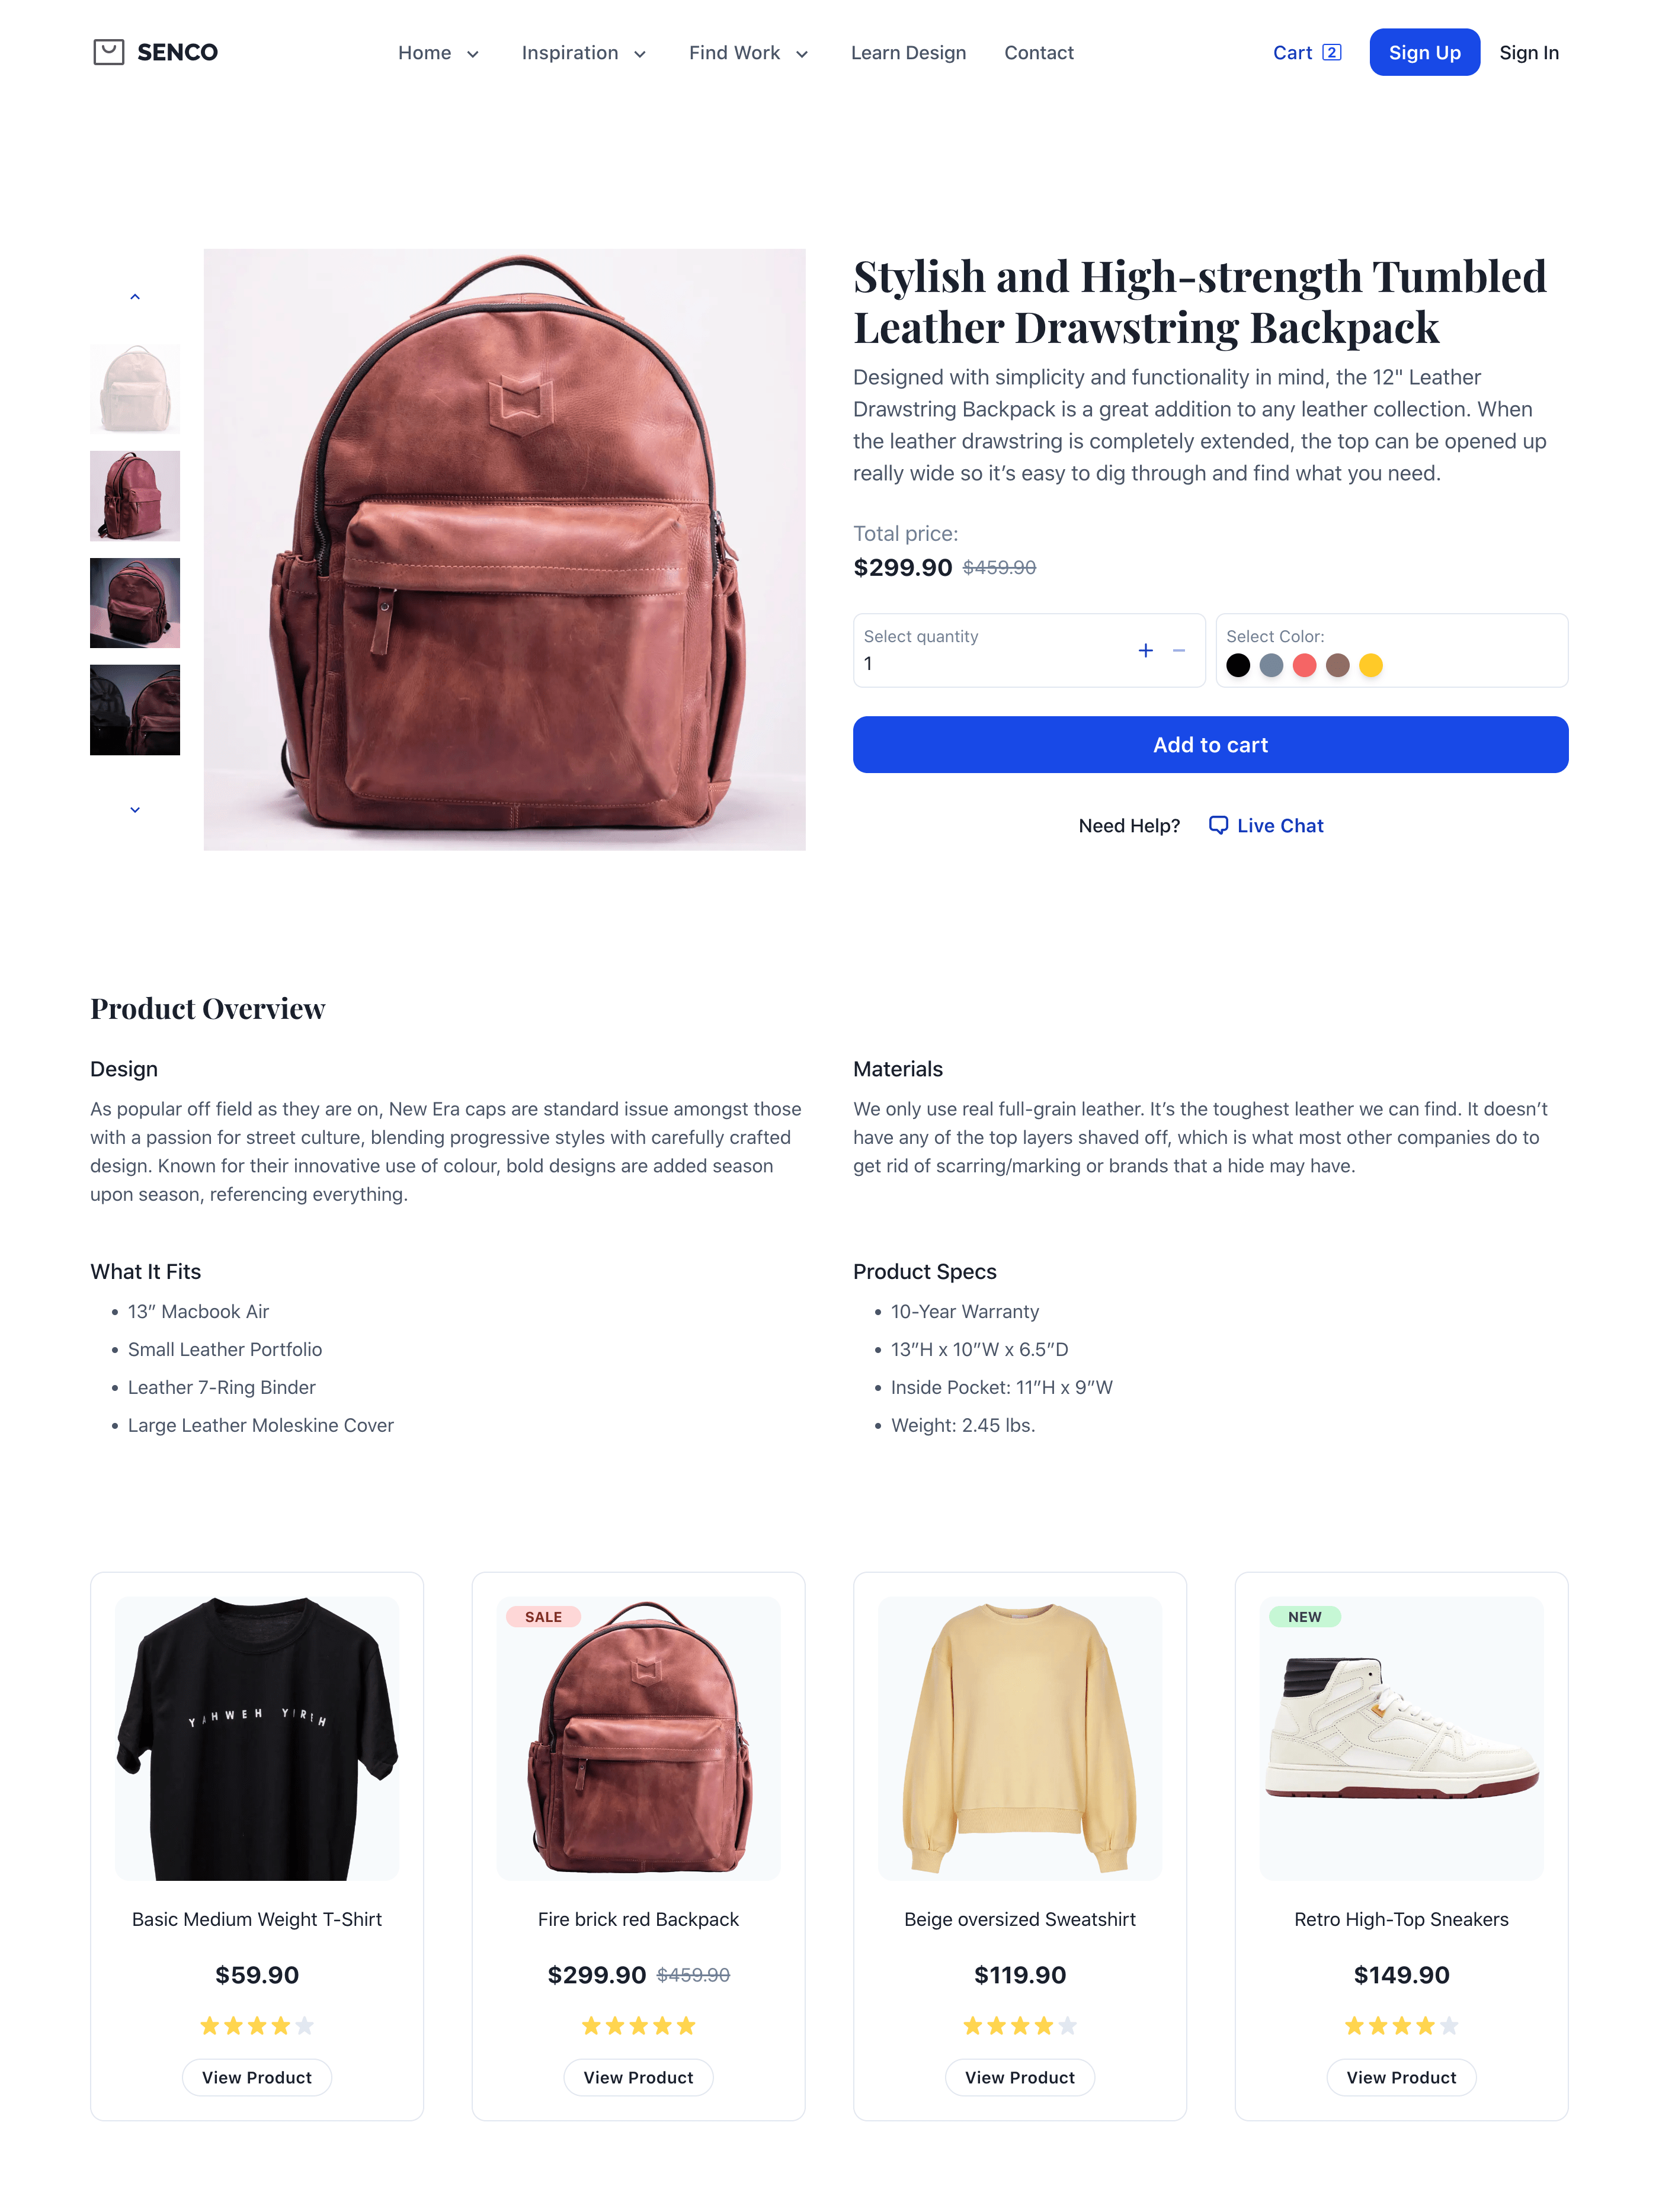 SENCO
Home
Inspiration
Find Work
Learn Design
Contact
Cart 2
Sign Up
Sign In
Stylish and High-strength Tumbled
Leather Drawstring Backpack
Designed with simplicity and functionality in mind, the 12" Leather
Drawstring Backpack is a great addition to any leather collection. When
the leather drawstring is completely extended, the top can be opened up
really wide so it’s easy to dig through and find what you need.
Total price:
$299.90 $459.90
Select quantity
1
+ −
Select Color:
Add to cart
Need Help?
Live Chat
Product Overview
Design
As popular off field as they are on, New Era caps are standard issue amongst those
with a passion for street culture, blending progressive styles with carefully crafted
design. Known for their innovative use of colour, bold designs are added season
upon season, referencing everything.
Materials
We only use real full-grain leather. It’s the toughest leather we can find. It doesn’t
have any of the top layers shaved off, which is what most other companies do to
get rid of scarring/marking or brands that a hide may have.
What It Fits
• 13” Macbook Air
• Small Leather Portfolio
• Leather 7-Ring Binder
• Large Leather Moleskine Cover
Product Specs
• 10-Year Warranty
• 13”H x 10”W x 6.5”D
• Inside Pocket: 11”H x 9”W
• Weight: 2.45 lbs.
YAHWEH
Basic Medium Weight T-Shirt
$59.90
View Product
SALE
Fire brick red Backpack
$299.90 $459.90
View Product
Beige oversized Sweatshirt
$119.90
View Product
NEW
Retro High-Top Sneakers
$149.90
View Product